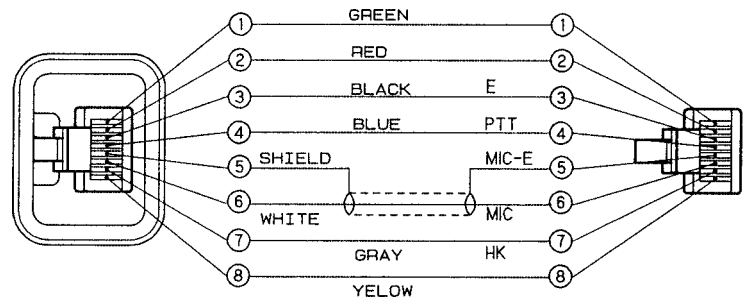 ① GREEN ①
② RED ②
③ BLACK E ③
④ BLUE PTT ④
⑤ SHIELD MIC-E ⑤
⑥ WHITE MIC ⑥
⑦ GRAY HK ⑦
⑧ YELOW ⑧